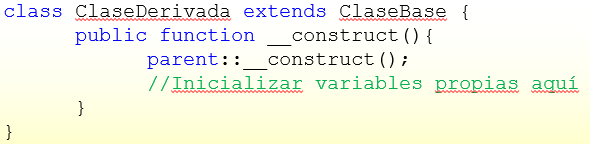 class ClaseDerivada extends ClaseBase {
public function __construct(){
parent::__construct();
//Inicializar variables propias aquí
}
}